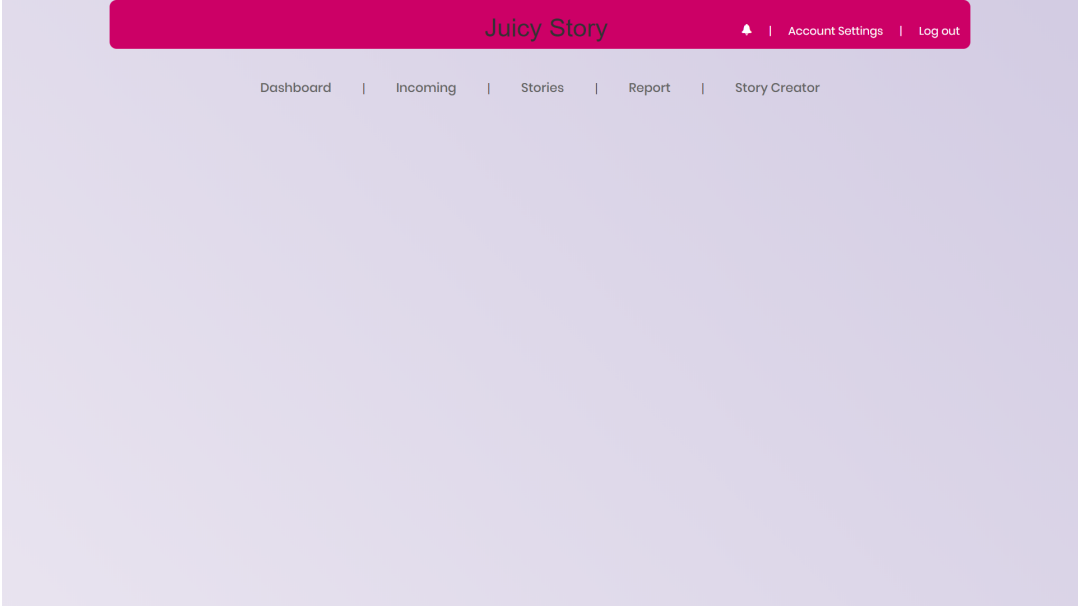 Juicy Story | Account Settings | Log out
Dashboard | Incoming | Stories | Report | Story Creator